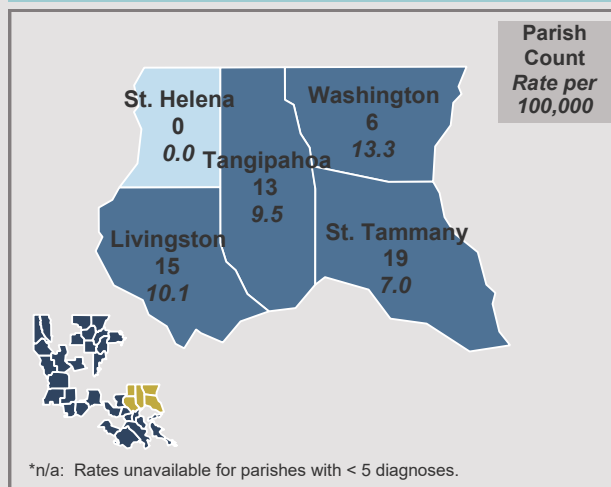 Parish
Count
Rate per
100,000
St. Helena
0
0.0
Washington
6
13.3
Tangipahoa
13
9.5
Livingston
15
10.1
St. Tammany
19
7.0
*n/a: Rates unavailable for parishes with < 5 diagnoses.